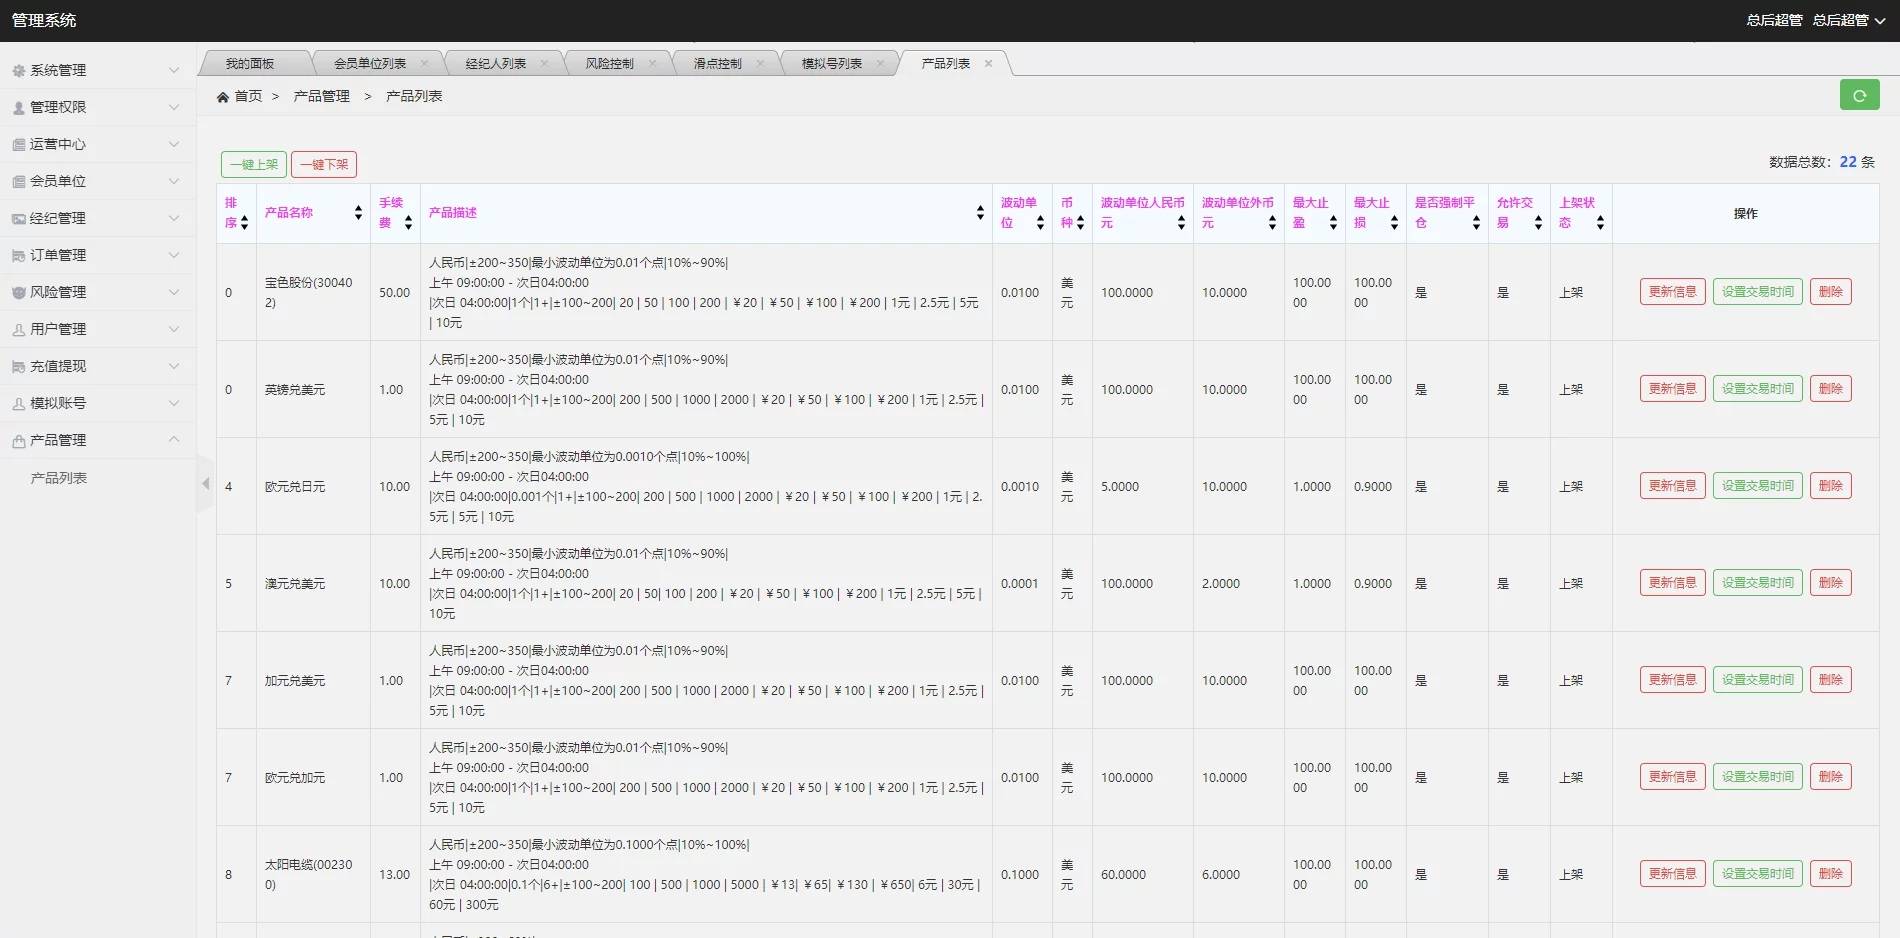 管理系统
总后超管 总后超管
我的面板 会员单位列表 经纪人列表 风险控制 滑点控制 模拟号列表 产品列表
系统管理
管理权限
运营中心
会员单位
经纪管理
订单管理
风险管理
用户管理
充值提现
模拟账号
产品管理
产品列表
首页 > 产品管理 > 产品列表
一键上架 一键下架
数据总数：22 条
排序 产品名称 手续费 产品描述 波动单位 币种 波动单位人民币元 波动单位外币元 最大止盈 最大止损 是否强制平仓 允许交易 上架状态 操作
0
宝色股份(300402)
50.00
人民币|±200~350|最小波动单位为0.01个点|10%~90%|
上午 09:00:00 - 次日04:00:00
|次日 04:00:00|1个|1+|±100~200| 20 | 50 | 100 | 200 | ￥20 | ￥50 | ￥100 | ￥200 | 1元 | 2.5元 | 5元
| 10元
0.0100 美元 100.0000 10.0000 100.0000 100.0000 是 是 上架 更新信息 设置交易时间 删除
0
英镑兑美元
1.00
人民币|±200~350|最小波动单位为0.01个点|10%~90%|
上午 09:00:00 - 次日04:00:00
|次日 04:00:00|1个|1+|±100~200| 200 | 500 | 1000 | 2000 | ￥20 | ￥50 | ￥100 | ￥200 | 1元 | 2.5元 |
5元 | 10元
0.0100 美元 100.0000 10.0000 100.0000 100.0000 是 是 上架 更新信息 设置交易时间 删除
4
欧元兑日元
10.00
人民币|±200~350|最小波动单位为0.0010个点|10%~100%|
上午 09:00:00 - 次日04:00:00
|次日 04:00:00|0.001个|1+|±100~200| 200 | 500 | 1000 | 2000 | ￥20 | ￥50 | ￥100 | ￥200 | 1元 | 2.
5元 | 5元 | 10元
0.0010 美元 5.0000 10.0000 1.0000 0.9000 是 是 上架 更新信息 设置交易时间 删除
5
澳元兑美元
10.00
人民币|±200~350|最小波动单位为0.01个点|10%~90%|
上午 09:00:00 - 次日04:00:00
|次日 04:00:00|1个|1+|±100~200| 20 | 50| 100 | 200 | ￥20 | ￥50 | ￥100 | ￥200 | 1元 | 2.5元 | 5元 |
10元
0.0001 美元 100.0000 2.0000 1.0000 0.9000 是 是 上架 更新信息 设置交易时间 删除
7
加元兑美元
1.00
人民币|±200~350|最小波动单位为0.01个点|10%~90%|
上午 09:00:00 - 次日04:00:00
|次日 04:00:00|1个|1+|±100~200| 200 | 500 | 1000 | 2000 | ￥20 | ￥50 | ￥100 | ￥200 | 1元 | 2.5元 |
5元 | 10元
0.0100 美元 100.0000 10.0000 100.0000 100.0000 是 是 上架 更新信息 设置交易时间 删除
7
欧元兑加元
1.00
人民币|±200~350|最小波动单位为0.01个点|10%~90%|
上午 09:00:00 - 次日04:00:00
|次日 04:00:00|1个|1+|±100~200| 200 | 500 | 1000 | 2000 | ￥20 | ￥50 | ￥100 | ￥200 | 1元 | 2.5元 |
5元 | 10元
0.0100 美元 100.0000 10.0000 100.0000 100.0000 是 是 上架 更新信息 设置交易时间 删除
8
太阳电缆(002300)
13.00
人民币|±200~350|最小波动单位为0.1000个点|10%~100%|
上午 09:00:00 - 次日04:00:00
|次日 04:00:00|0.1个|6+|±100~200| 100 | 500 | 1000 | 5000 | ￥13| ￥65| ￥130 | ￥650| 6元 | 30元 |
60元 | 300元
0.1000 美元 60.0000 6.0000 100.0000 100.0000 是 是 上架 更新信息 设置交易时间 删除